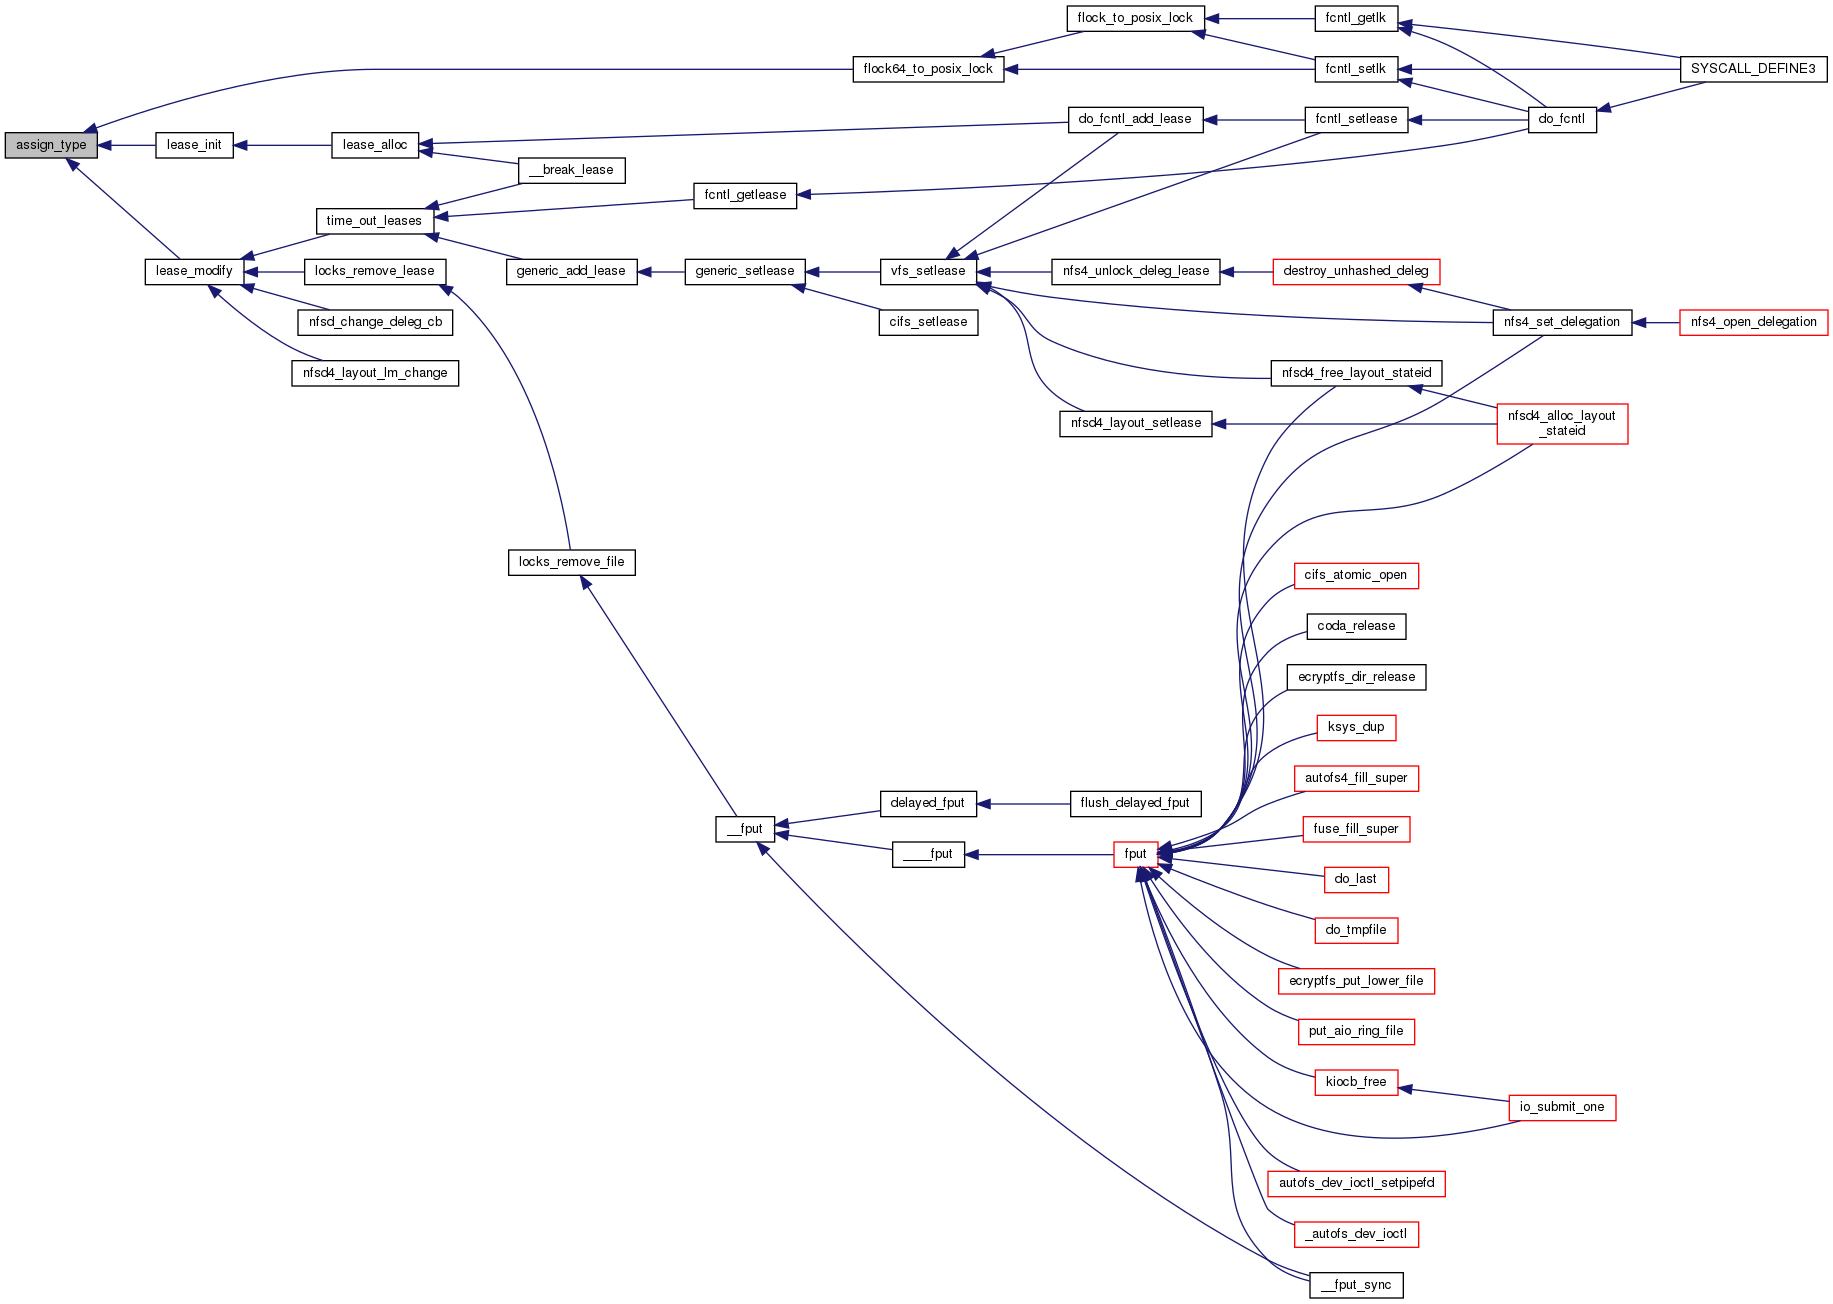 flock_to_posix_lock
fcntl_getlk
flock64_to_posix_lock
fcntl_setlk
SYSCALL_DEFINE3
do_fcntl_add_lease
fcntl_setlease
do_fcntl
assign_type
lease_init
lease_alloc
__break_lease
fcntl_getlease
time_out_leases
lease_modify
locks_remove_lease
generic_add_lease
generic_setlease
vfs_setlease
nfs4_unlock_deleg_lease
destroy_unhashed_deleg
nfsd_change_deleg_cb
cifs_setlease
nfs4_set_delegation
nfs4_open_delegation
nfsd4_layout_lm_change
nfsd4_free_layout_stateid
nfsd4_layout_setlease
nfsd4_alloc_layout
_stateid
locks_remove_file
cifs_atomic_open
coda_release
ecryptfs_dir_release
ksys_dup
autofs4_fill_super
delayed_fput
flush_delayed_fput
__fput
fuse_fill_super
____fput
fput
do_last
do_tmpfile
ecryptfs_put_lower_file
put_aio_ring_file
kiocb_free
io_submit_one
autofs_dev_ioctl_setpipefd
_autofs_dev_ioctl
__fput_sync